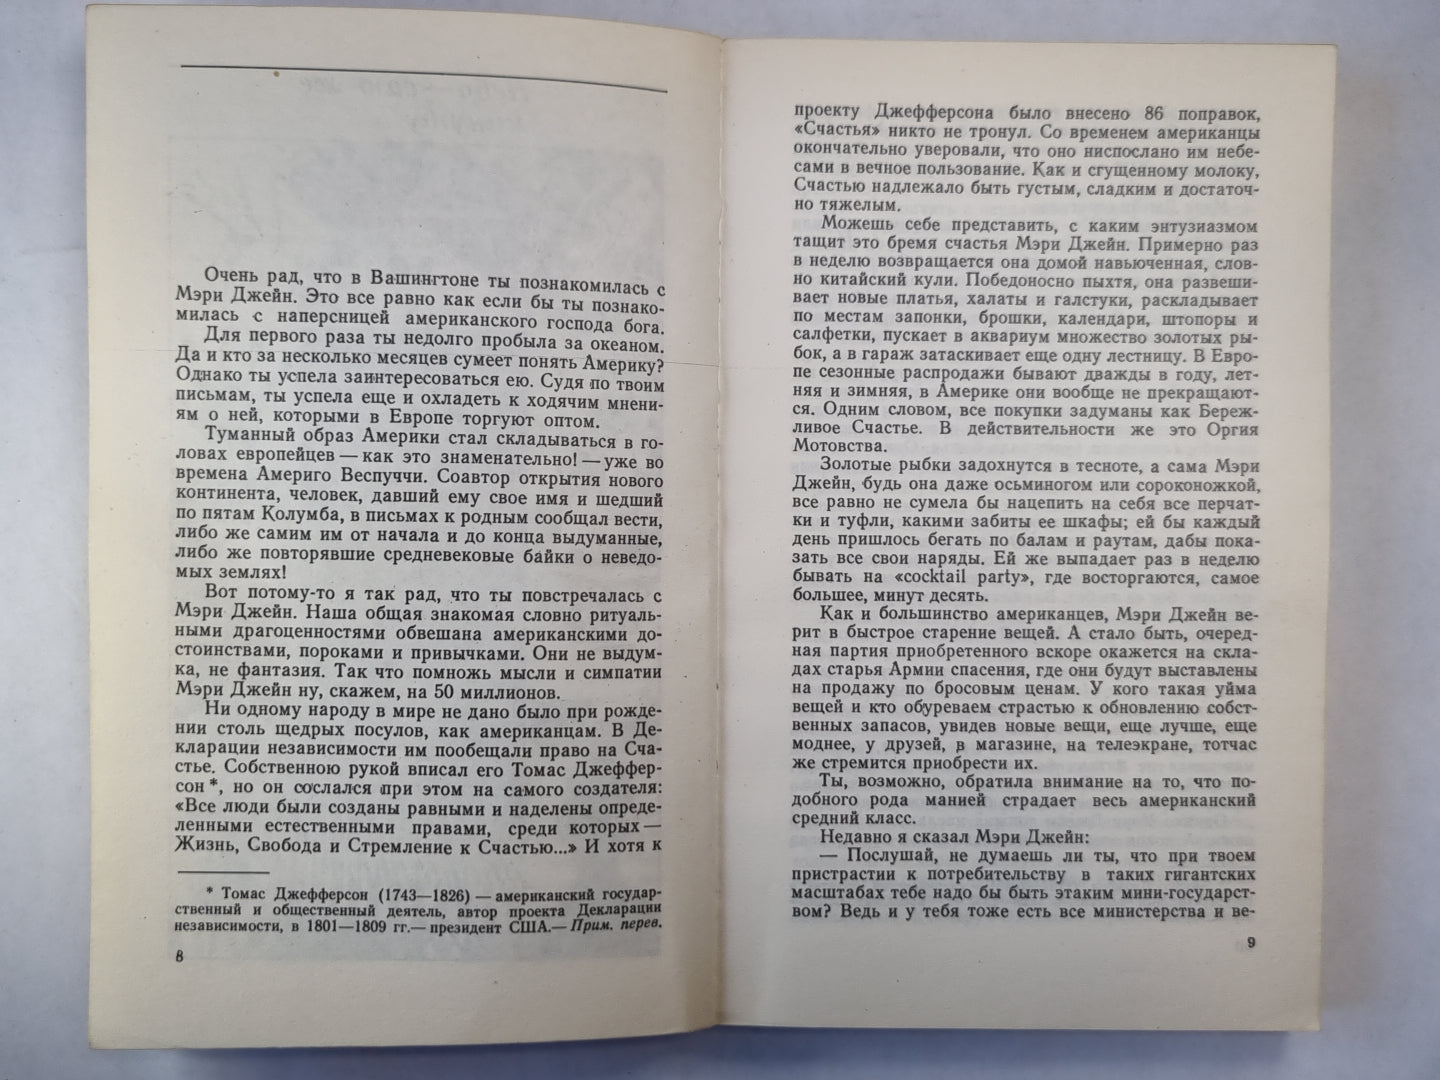 Очень рад, что в Вашингтоне ты познакомилась с
Мэри Джейн. Это все равно как если бы ты познако-
милась с наперсницей американского господа бога.
Для первого раза ты недолго пробыла за океаном.
Да и кто за несколько месяцев сумеет понять Америку?
Однако ты успела заинтересоваться ею. Судя по твоим
письмам, ты успела еще и охладеть к ходячим мнени-
ям о ней, которыми в Европе торгуют оптом.
Туманный образ Америки стал складываться в го-
ловах европейцев — как это знаменательно! — уже во
времена Америго Веспуччи. Соавтор открытия нового
континента, человек, давший ему свое имя и шедший
по пятам Колумба, в письмах к родным сообщал вести,
либо же самим им от начала и до конца выдуманные,
либо же повторявшие средневековые байки о неведо-
мых землях!
Вот потому-то я так рад, что ты повстречалась с
Мэри Джейн. Наша общая знакомая словно ритуаль-
ными драгоценностями обвешана американскими до-
стоинствами, пороками и привычками. Они не выдум-
ка, не фантазия. Так что помножь мысли и симпатии
Мэри Джейн ну, скажем, на 50 миллионов.
Ни одному народу в мире не дано было при рожде-
нии столь щедрых посулов, как американцам. В Де-
кларации независимости им пообещали право на Сча-
стье. Собственною рукой вписал его Томас Джеффер-
сон*, но он сослался при этом на самого создателя:
«Все люди были созданы равными и наделены опреде-
ленными естественными правами, среди которых —
Жизнь, Свобода и Стремление к Счастью...» И хотя к
* Томас Джефферсон (1743—1826) — американский государ-
ственный и общественный деятель, автор проекта Декларации
независимости, в 1801—1809 гг.— президент США.— Прим. перев.
8
проекту Джефферсона было внесено 86 поправок,
«Счастья» никто не тронул. Со временем американцы
окончательно уверовали, что оно ниспослано им небе-
сами в вечное пользование. Как и сгущенному молоку,
Счастью надлежало быть густым, сладким и достаточ-
но тяжелым.
Можешь себе представить, с каким энтузиазмом
тащит это бремя счастья Мэри Джейн. Примерно раз
в неделю возвращается она домой навьюченная, слов-
но китайский кули. Победоносно пыхтя, она развеши-
вает новые платья, халаты и галстуки, раскладывает
по местам запонки, брошки, календари, штопоры и
салфетки, пускает в аквариум множество золотых ры-
бок, а в гараж затаскивает еще одну лестницу. В Евро-
пе сезонные распродажи бывают дважды в году, лет-
няя и зимняя, в Америке они вообще не прекращают-
ся. Одним словом, все покупки задуманы как Береж-
ливое Счастье. В действительности же это Оргия
Мотовства.
Золотые рыбки задохнутся в тесноте, а сама Мэри
Джейн, будь она даже осьминогом или сороконожкой,
все равно не сумела бы нацепить на себя все перчат-
ки и туфли, какими забиты ее шкафы; ей бы каждый
день пришлось бегать по балам и раутам, дабы пока-
зать все свои наряды. Ей же выпадает раз в неделю
бывать на «cocktail party», где восторгаются, самое
большее, минут десять.
Как и большинство американцев, Мэри Джейн ве-
рит в быстрое старение вещей. А стало быть, очеред-
ная партия приобретенного вскоре окажется на скла-
дах старья Армии спасения, где они будут выставлены
на продажу по бросовым ценам. У кого такая уйма
вещей и кто обуреваем страстью к обновлению собст-
венных запасов, увидев новые вещи, еще лучше, еще
моднее, у друзей, в магазине, на телеэкране, тотчас
же стремится приобрести их.
Ты, возможно, обратила внимание на то, что по-
добного рода манией страдает весь американский
средний класс.
Недавно я сказал Мэри Джейн:
— Послушай, не думаешь ли ты, что при твоем
пристрастии к потребительству в таких гигантских
масштабах тебе надо бы быть этаким мини-государст-
вом? Ведь и у тебя тоже есть все министерства и ве-
9